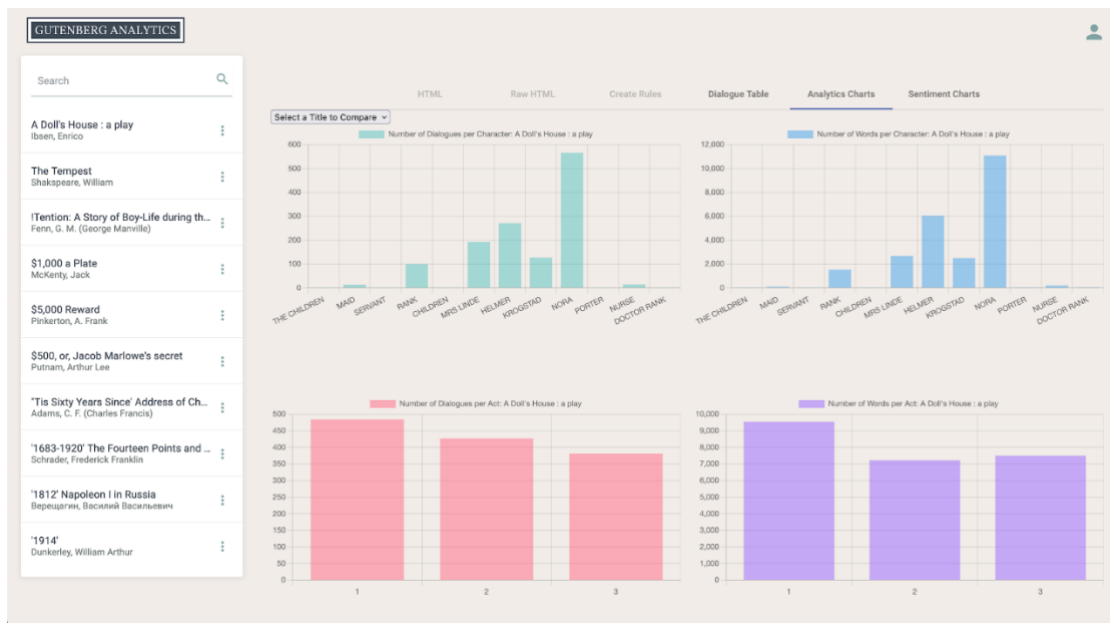 GUTENBERG ANALYTICS
Search
A Doll's House : a play
Ibsen, Enrico
The Tempest
Shakspeare, William
!Tention: A Story of Boy-Life during th...
Fenn, G. M. (George Manville)
$1,000 a Plate
McKenty, Jack
$5,000 Reward
Pinkerton, A. Frank
$500, or, Jacob Marlowe's secret
Putnam, Arthur Lee
"Tis Sixty Years Since' Address of Ch...
Adams, C. F. (Charles Francis)
'1683-1920' The Fourteen Points and ...
Schrader, Frederick Franklin
'1812' Napoleon I in Russia
Верещагин, Василий Васильевич
'1914'
Dunkerley, William Arthur
HTML Raw HTML Create Rules Dialogue Table Analytics Charts Sentiment Charts
Select a Title to Compare
Number of Dialogues per Character: A Doll's House : a play
600
500
400
300
200
100
0
THE CHILDREN MAID SERVANT RANK CHILDREN MRS LINDE HELMER KROGSTAD NORA PORTER NURSE DOCTOR RANK
Number of Words per Character: A Doll's House : a play
12,000
10,000
8,000
6,000
4,000
2,000
0
THE CHILDREN MAID SERVANT RANK CHILDREN MRS LINDE HELMER KROGSTAD NORA PORTER NURSE DOCTOR RANK
Number of Dialogues per Act: A Doll's House : a play
500
450
400
350
300
250
200
150
100
50
0
1 2 3
Number of Words per Act: A Doll's House : a play
10,000
9,000
8,000
7,000
6,000
5,000
4,000
3,000
2,000
1,000
0
1 2 3